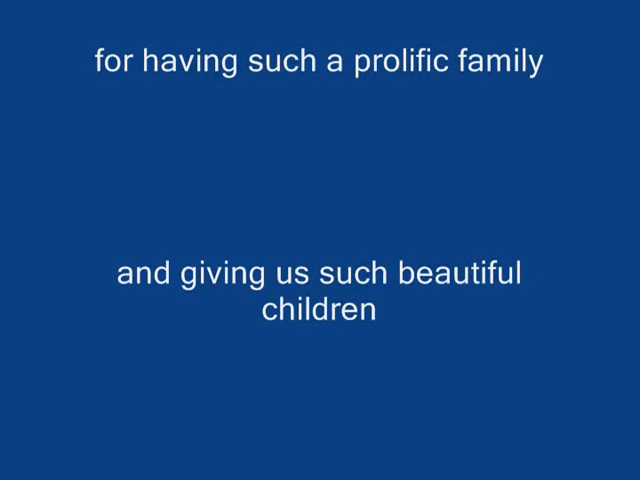 for having such a prolific family
and giving us such beautiful
children